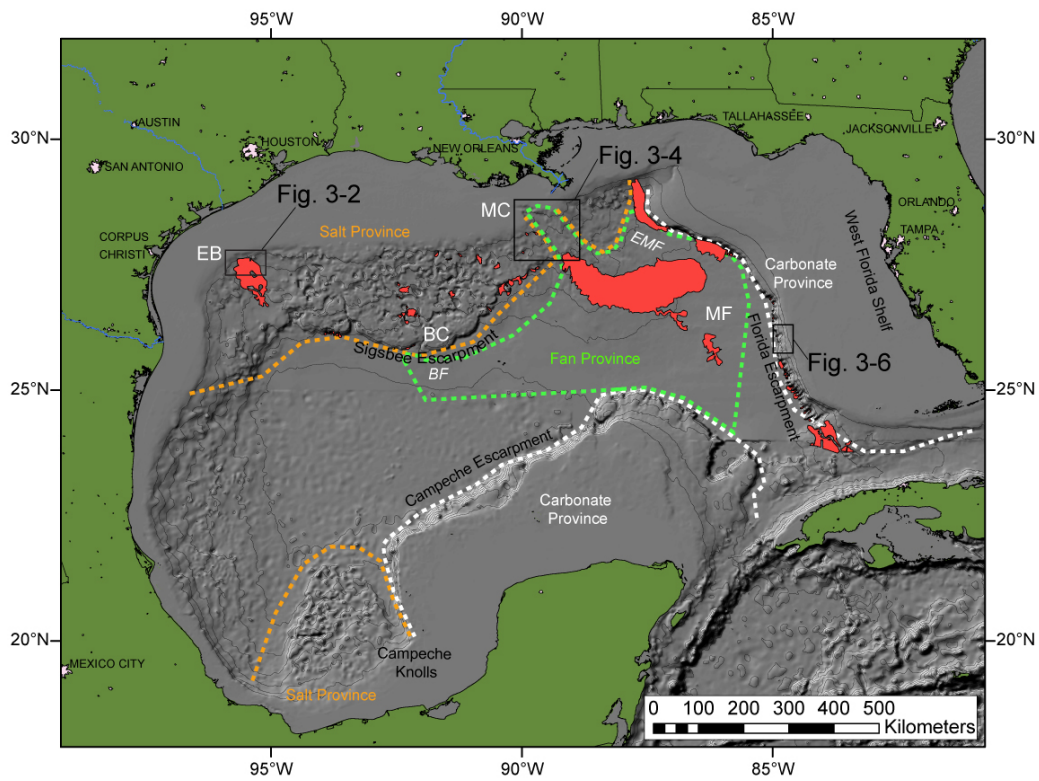 95°W
90°W
85°W
30°N
30°N
AUSTIN
HOUSTON
SAN ANTONIO
NEW ORLEANS
TALLAHASSEE
JACKSONVILLE
Fig. 3-4
Fig. 3-2
MC
ORLANDO
CORPUS
CHRISTI
EB
Salt Province
EMF
TAMPA
West Florida Shelf
Carbonate
Province
MF
BC
Sigsbee Escarpment
BF
Fan Province
Florida Escarpment
Fig. 3-6
25°N
25°N
Campeche Escarpment
Carbonate
Province
20°N
20°N
MEXICO CITY
Campeche
Knolls
Salt Province
0 100 200 300 400 500
Kilometers
95°W
90°W
85°W